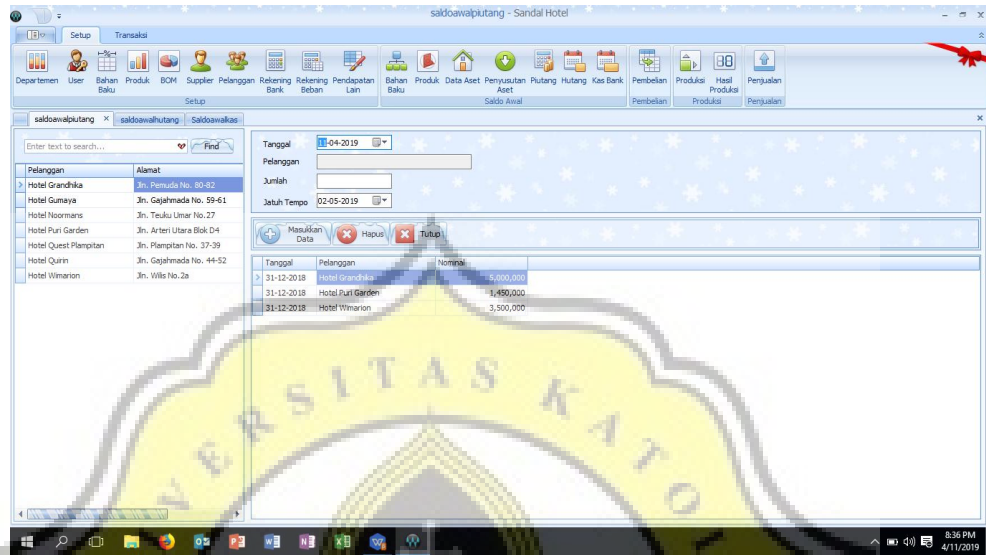 saldoawalpiutang - Sandal Hotel
Setup Transaksi
Departemen User Bahan Baku Produk BOM Supplier Pelanggan Rekening Bank Rekening Beban Pendapatan Lain Bahan Baku Produk Data Aset Penyusutan Aset Piutang Hutang Kas Bank Pembelian Produksi Hasil Produksi Penjualan
Setup Saldo Awal Pembelian Produksi Penjualan
saldoawalpiutang saldoawalhutang Saldoawalkas
Enter text to search... Find
Pelanggan Alamat
Hotel Grandhika Jln. Pemuda No. 80-82
Hotel Gumaya Jln. Gajahmada No. 59-61
Hotel Noormans Jln. Teuku Umar No.27
Hotel Puri Garden Jln. Arteri Utara Blok D4
Hotel Quest Plampitan Jln. Plampitan No. 37-39
Hotel Quirin Jln. Gajahmada No. 44-52
Hotel Wimarion Jln. Wilis No.2a
Tanggal 11-04-2019
Pelanggan
Jumlah
Jatuh Tempo 02-05-2019
Masukkan Data Hapus Tutup
Tanggal Pelanggan Nominal
31-12-2018 Hotel Grandhika 5,000,000
31-12-2018 Hotel Puri Garden 1,450,000
31-12-2018 Hotel Wimarion 3,500,000
VERSITAS KATO
8:36 PM
4/11/2019